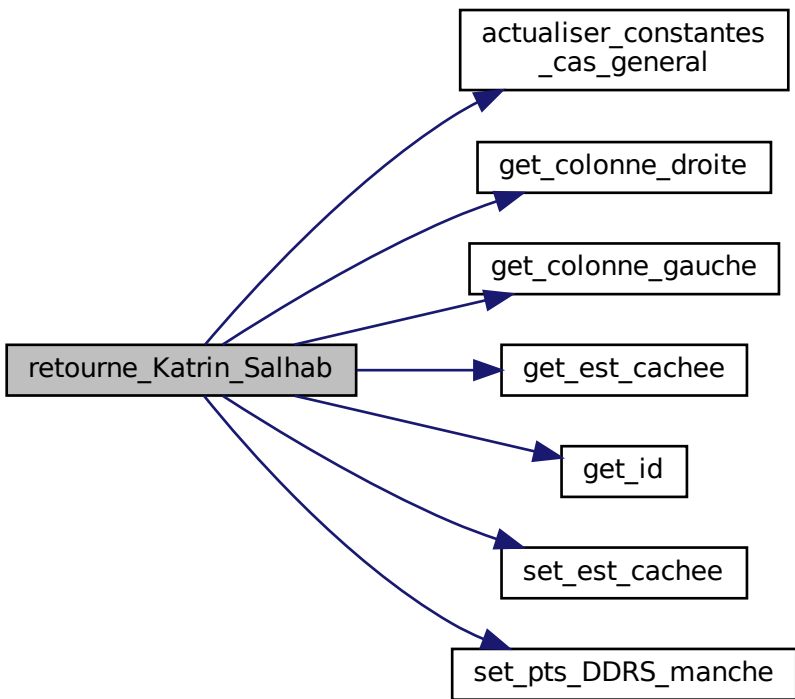 actualiser_constantes
_cas_general
get_colonne_droite
get_colonne_gauche
retourne_Katrin_Salhab
get_est_cachee
get_id
set_est_cachee
set_pts_DDRS_manche